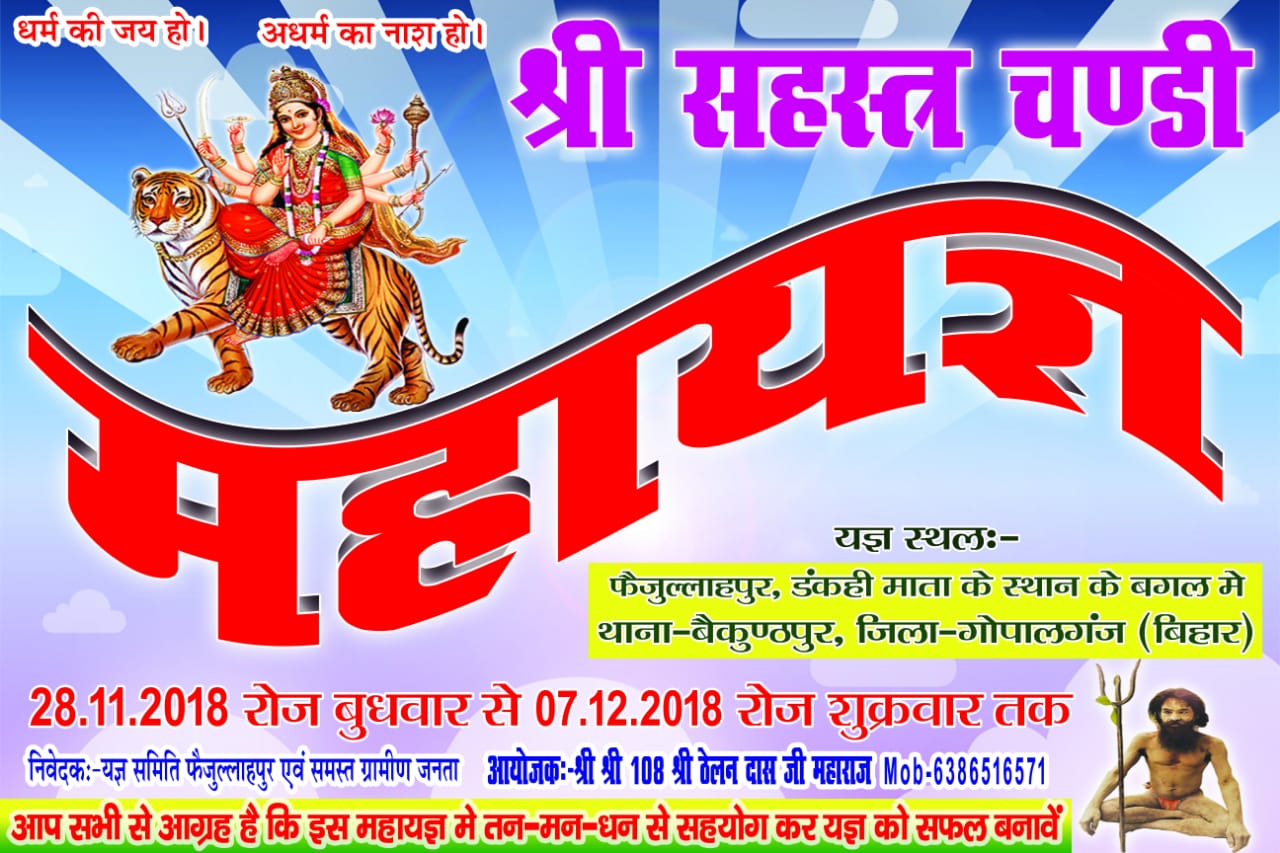 धर्म की जय हो। अधर्म का नाश हो।
श्री सहस्त्र चण्डी
महायज्ञ
यज्ञ स्थलः-
फैजुल्लाहपुर, डंकही माता के स्थान के बगल मे
थाना-बैकुण्ठपुर, जिला-गोपालगंज (बिहार)
28.11.2018 रोज बुधवार से 07.12.2018 रोज शुक्रवार तक
निवेदकः-यज्ञ समिति फैजुल्लाहपुर एवं समस्त ग्रामीण जनता आयोजकः-श्री श्री 108 श्री ठेलन दास जी महाराज Mob-6386516571
आप सभी से आग्रह है कि इस महायज्ञ मे तन-मन-धन से सहयोग कर यज्ञ को सफल बनावें